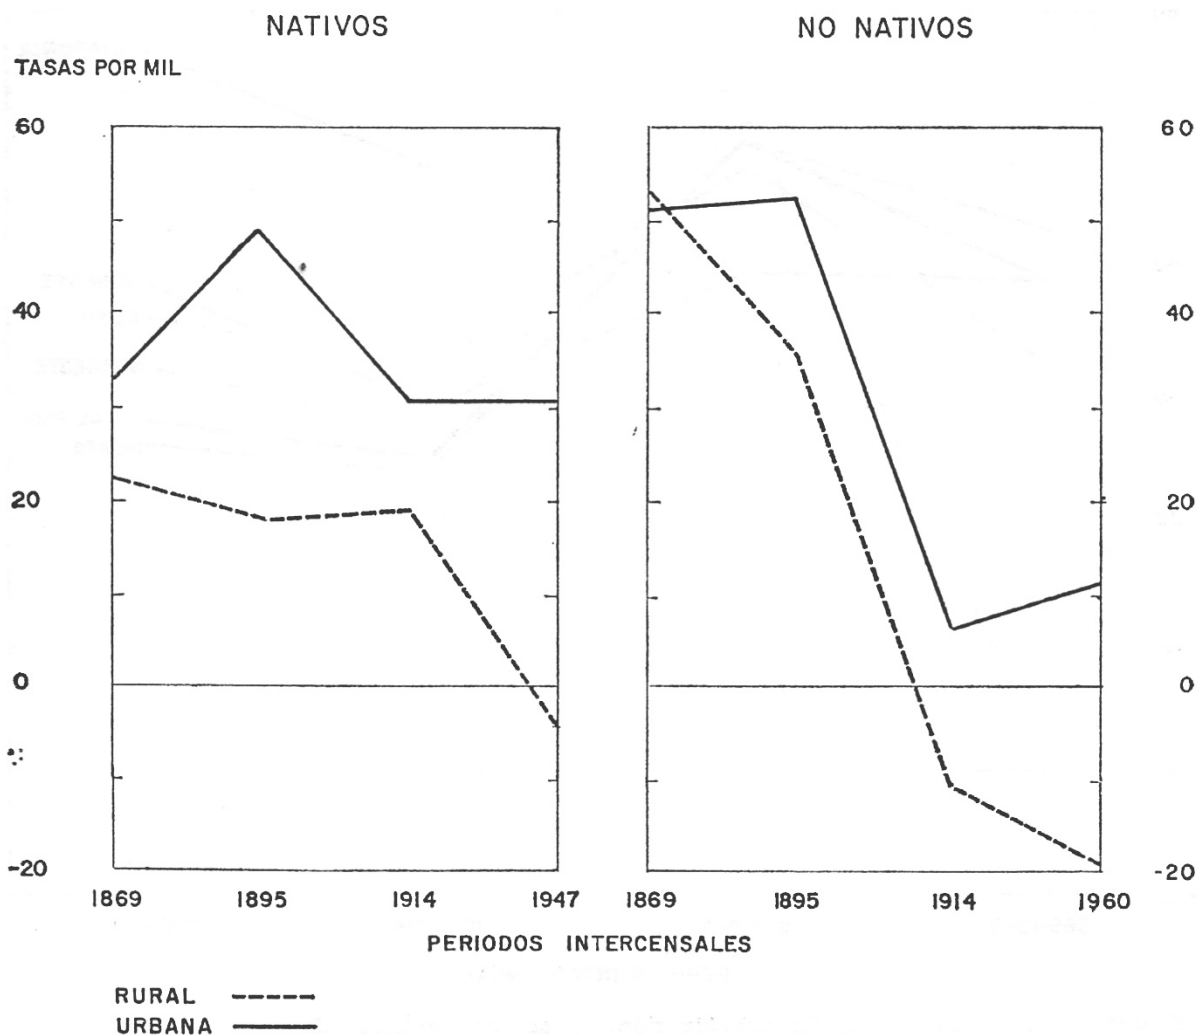 NATIVOS
NO NATIVOS
TASAS POR MIL
60
40
20
0
-20
60
40
20
0
-20
1869 1895 1914 1947
1869 1895 1914 1960
PERIODOS INTERCENSALES
RURAL
URBANA